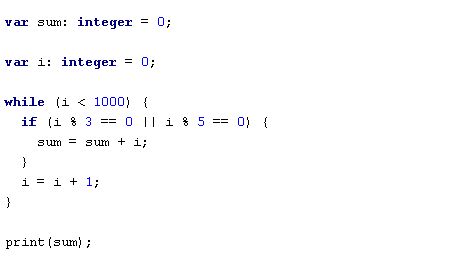 var sum: integer = 0;
var i: integer = 0;
while (i < 1000) {
if (i % 3 == 0 || i % 5 == 0) {
sum = sum + i;
}
i = i + 1;
}
print(sum);